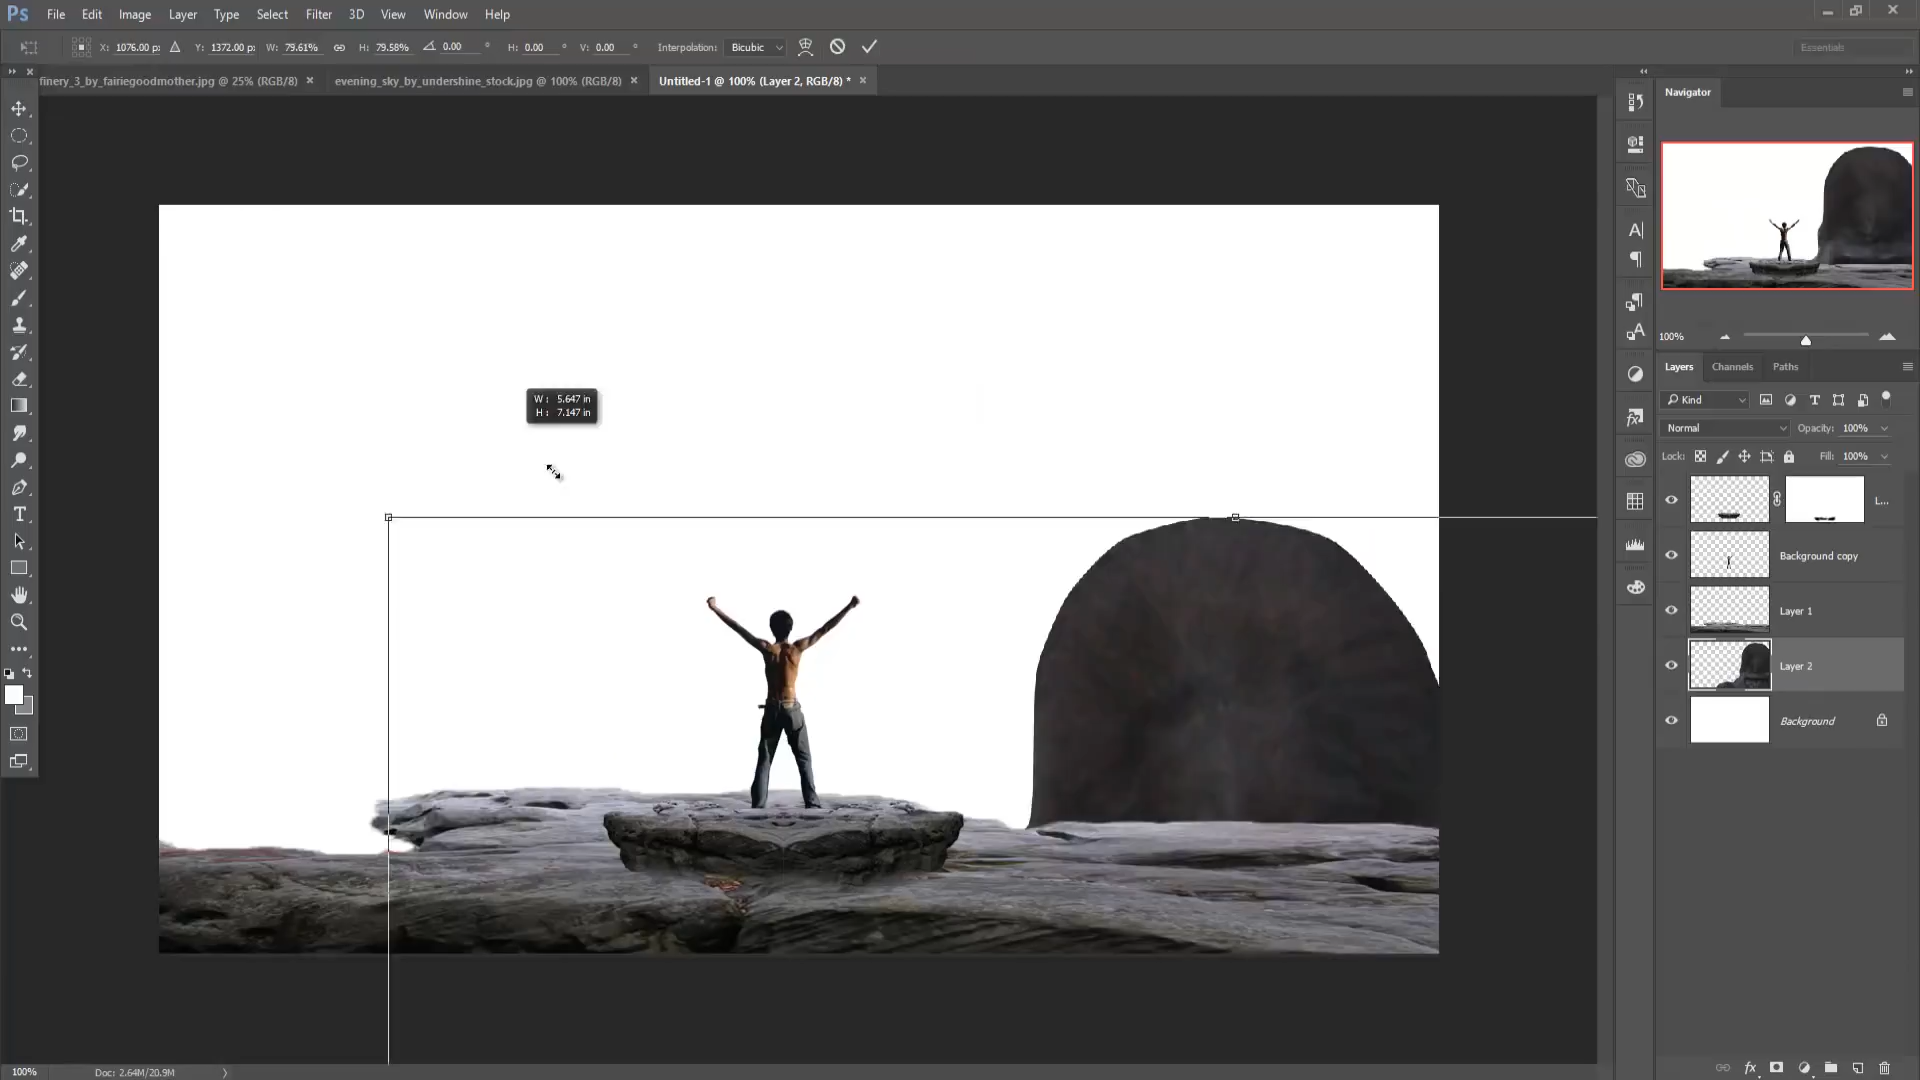 Ps File Edit Image Layer Type Select Filter 3D View Window Help
X: 1076.00 p: Y: 1372.00 p: W: 79.61% H: 79.58% 0.00 ° H: 0.00 ° V: 0.00 ° Interpolation: Bicubic Essentials
finery_3_by_fairiegoodmother.jpg @ 25% (RGB/8) × evening_sky_by_undershine_stock.jpg @ 100% (RGB/8) × Untitled-1 @ 100% (Layer 2, RGB/8) * ×
Navigator
100%
Layers Channels Paths
Kind
Normal Opacity: 100%
Lock: Fill: 100%
L...
Background copy
Layer 1
Layer 2
Background
W : 5.647 in
H : 7.147 in
100% Doc: 2.64M/20.9M